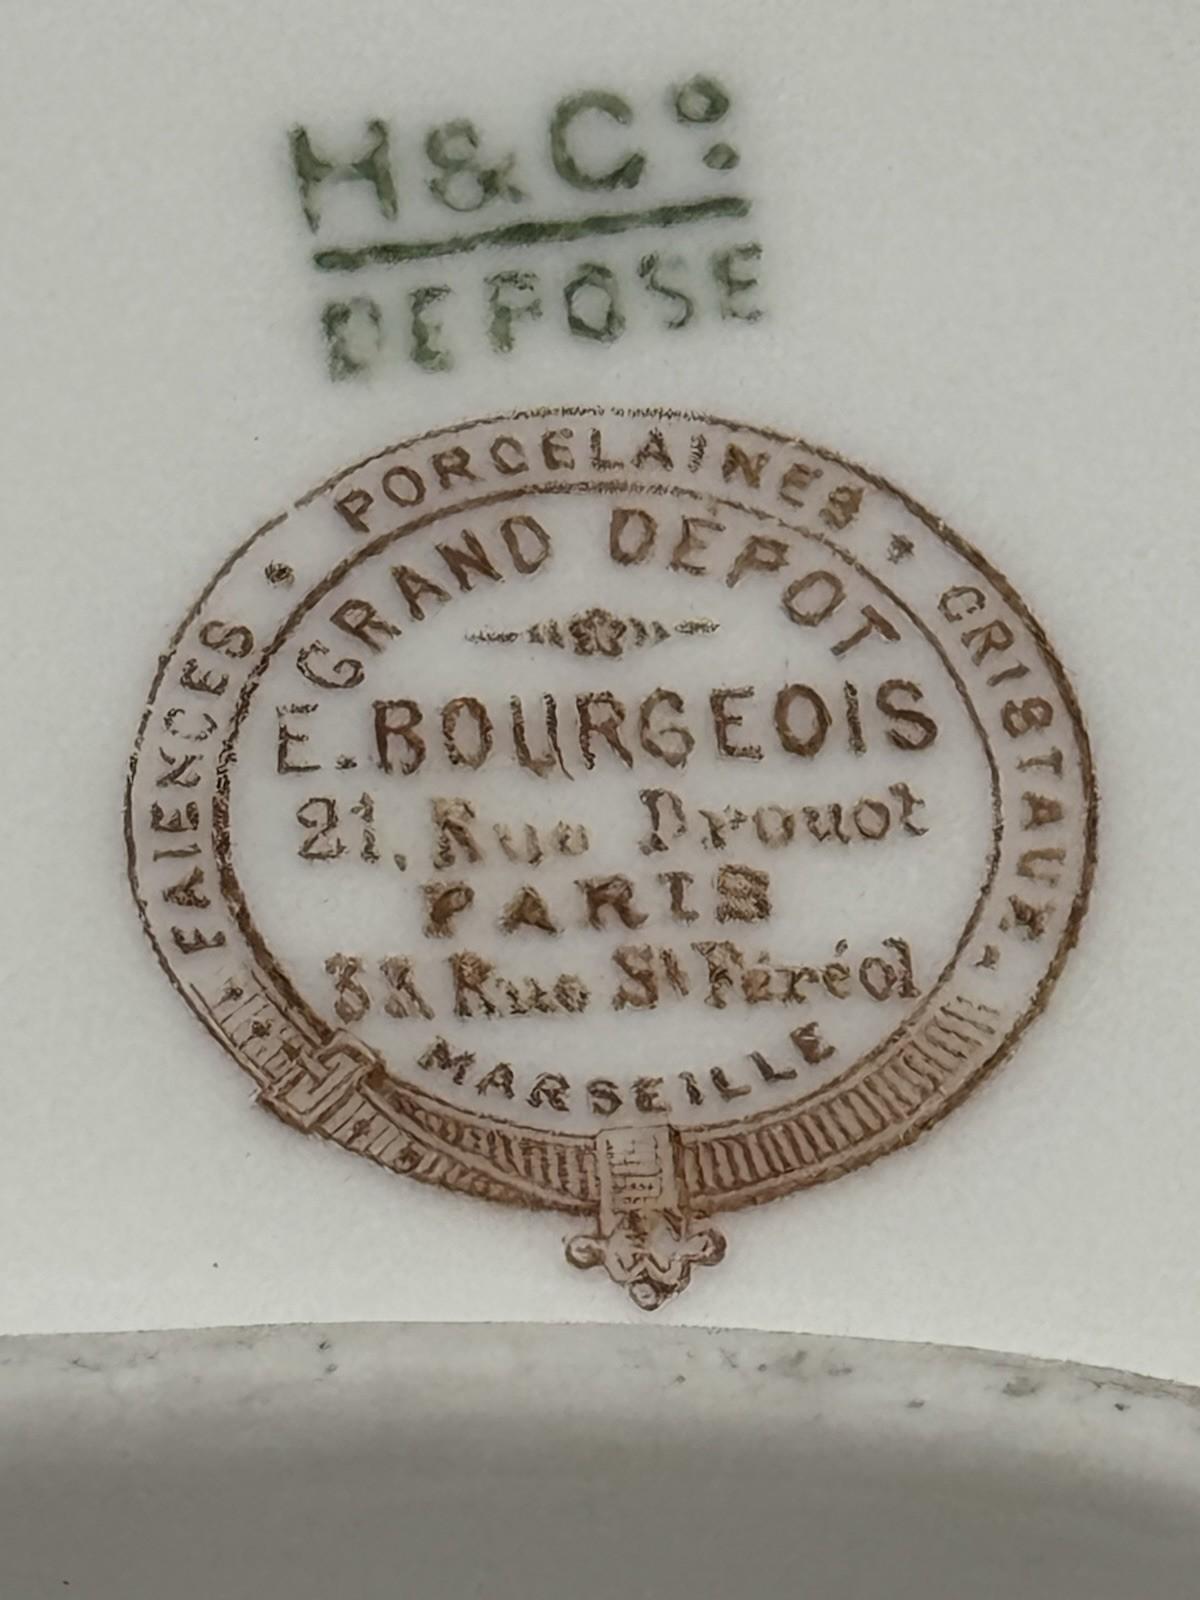 H & Cº
DEPOSE
FAIENCES • PORCELAINES • CRISTAUX
GRAND DEPOT
E. BOURGEOIS
21, Rue Drouot
PARIS
33 Rue St Féréol
MARSEILLE